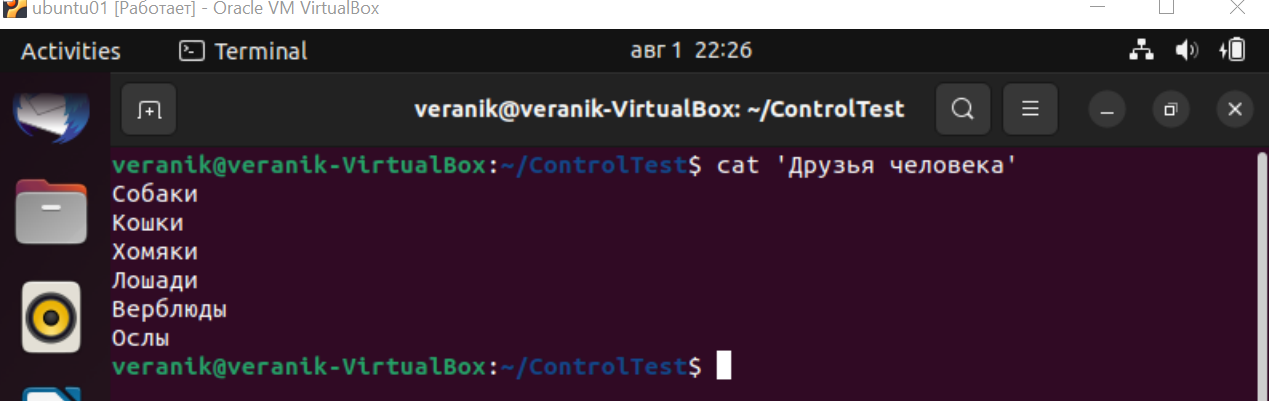 ubuntu01 [Работает] - Oracle VM VirtualBox
Activities Terminal авг 1 22:26
veranik@veranik-VirtualBox: ~/ControlTest
veranik@veranik-VirtualBox:~/ControlTest$ cat 'Друзья человека'
Собаки
Кошки
Хомяки
Лошади
Верблюды
Ослы
veranik@veranik-VirtualBox:~/ControlTest$